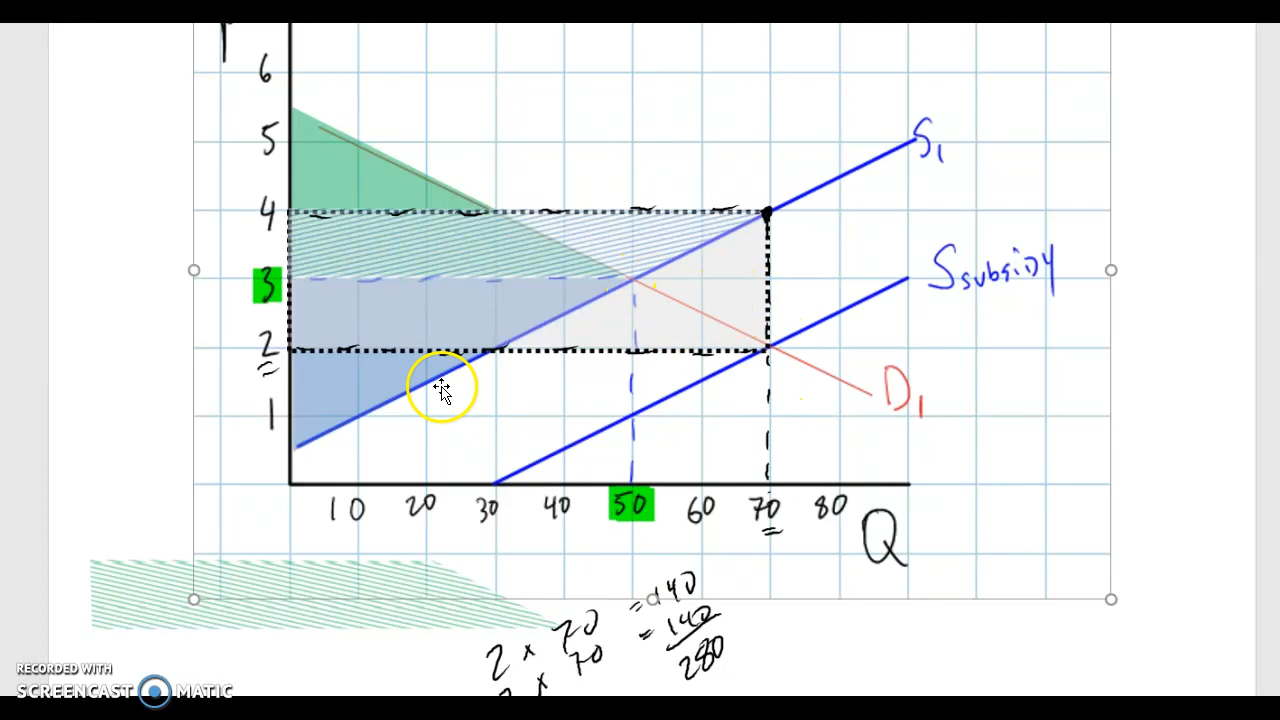 6
5
S1
4
Ssubsidy
3
2
D1
1
10 20 30 40 50 60 70 80
Q
2 x 70 = 140
x 70 = 140
280
RECORDED WITH
SCREENCAST MATIC